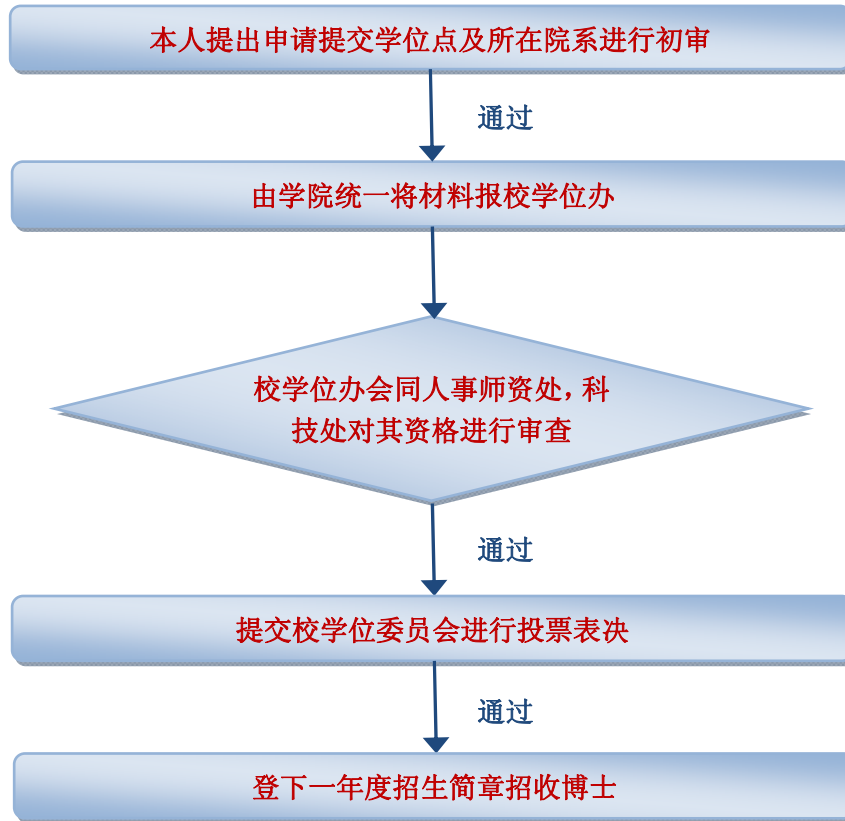 本人提出申请提交学位点及所在院系进行初审
通过
由学院统一将材料报校学位办
校学位办会同人事师资处，科
技处对其资格进行审查
通过
提交校学位委员会进行投票表决
通过
登下一年度招生简章招收博士